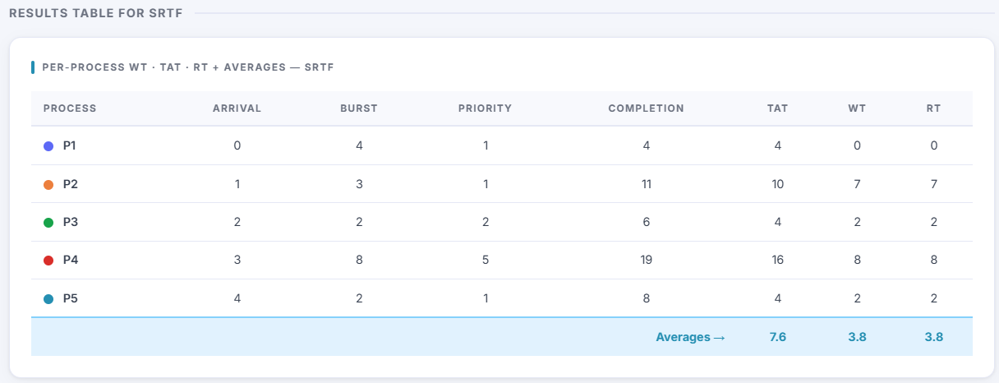 RESULTS TABLE FOR SRTF
PER-PROCESS WT · TAT · RT + AVERAGES — SRTF
PROCESS ARRIVAL BURST PRIORITY COMPLETION TAT WT RT
P1 0 4 1 4 4 0 0
P2 1 3 1 11 10 7 7
P3 2 2 2 6 4 2 2
P4 3 8 5 19 16 8 8
P5 4 2 1 8 4 2 2
Averages → 7.6 3.8 3.8